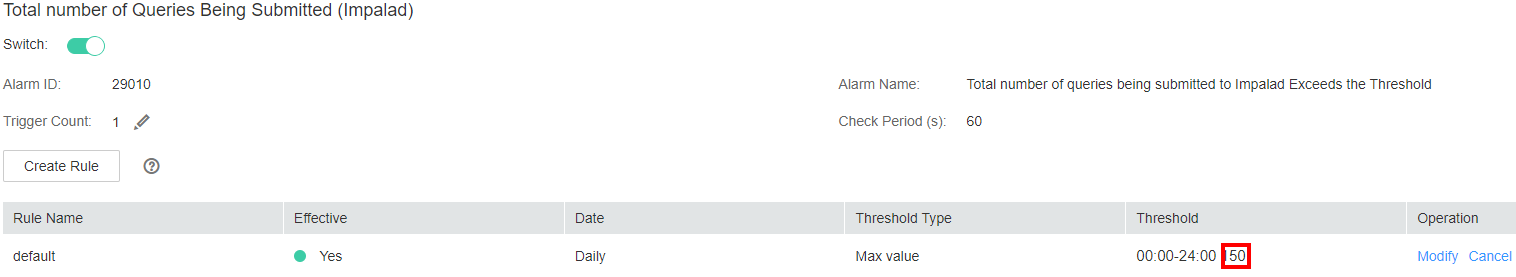 Total number of Queries Being Submitted (Impalad)
Switch:
Alarm ID: 29010 Alarm Name: Total number of queries being submitted to Impalad Exceeds the Threshold
Trigger Count: 1 Check Period (s): 60
Create Rule ?
Rule Name Effective Date Threshold Type Threshold Operation
default Yes Daily Max value 00:00-24:00 150 Modify Cancel